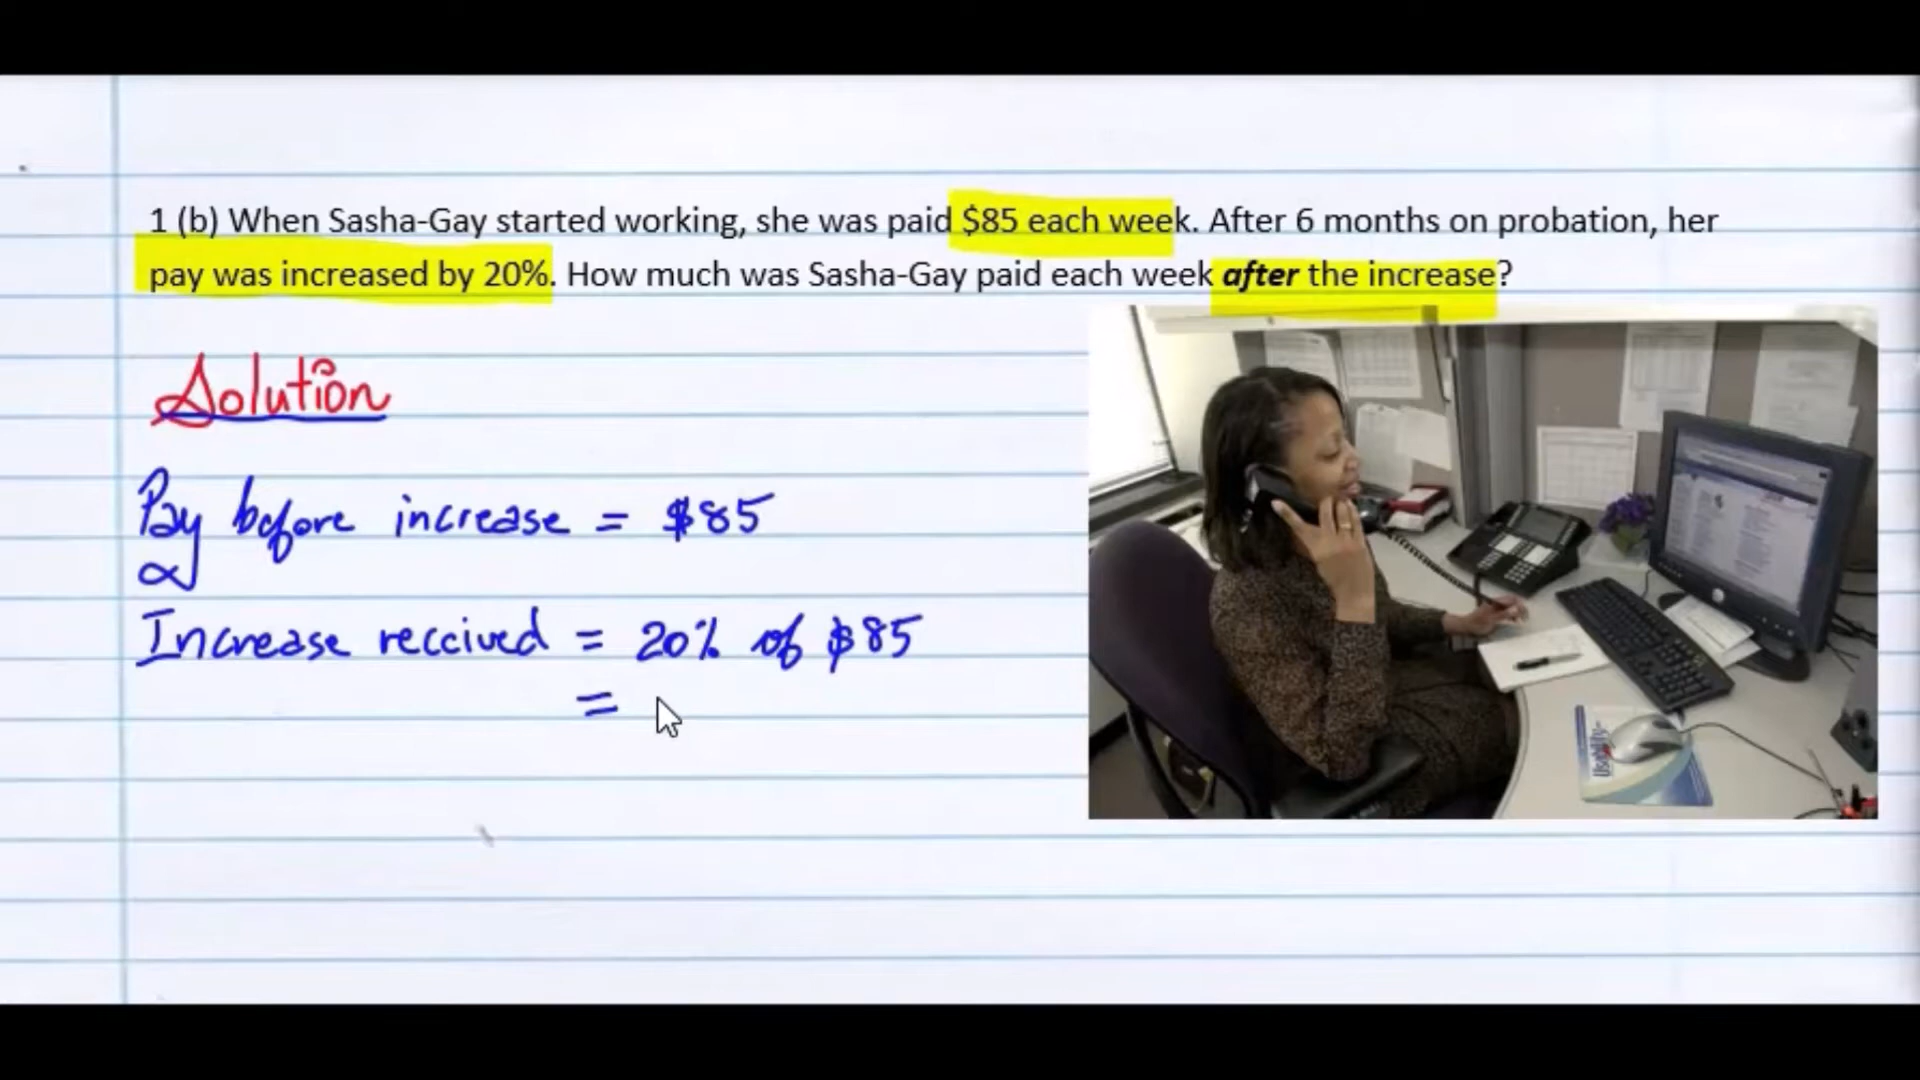 1 (b) When Sasha-Gay started working, she was paid $85 each week. After 6 months on probation, her
pay was increased by 20%. How much was Sasha-Gay paid each week after the increase?
Solution
Pay before increase = $85
Increase received = 20% of $85
=
Usability